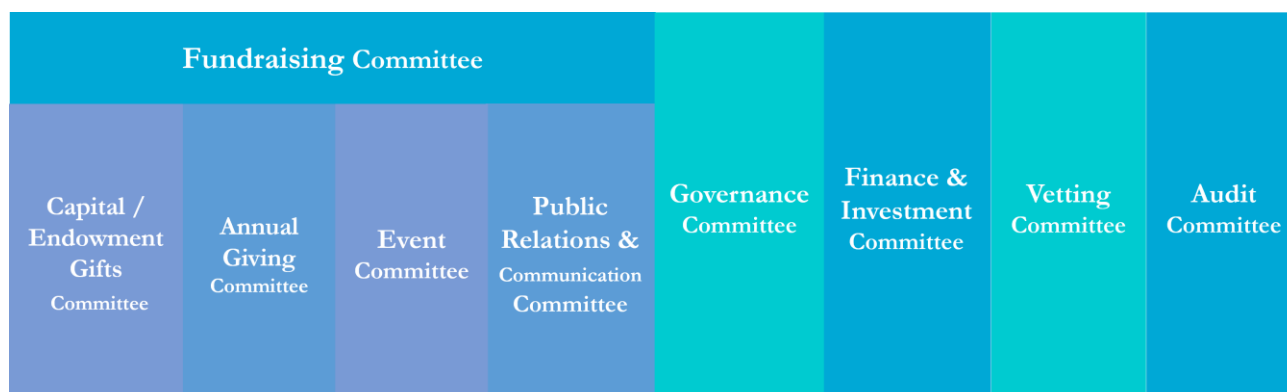 Fundraising Committee
Capital /
Endowment
Gifts
Committee
Annual
Giving
Committee
Event
Committee
Public
Relations &
Communication
Committee
Governance
Committee
Finance &
Investment
Committee
Vetting
Committee
Audit
Committee